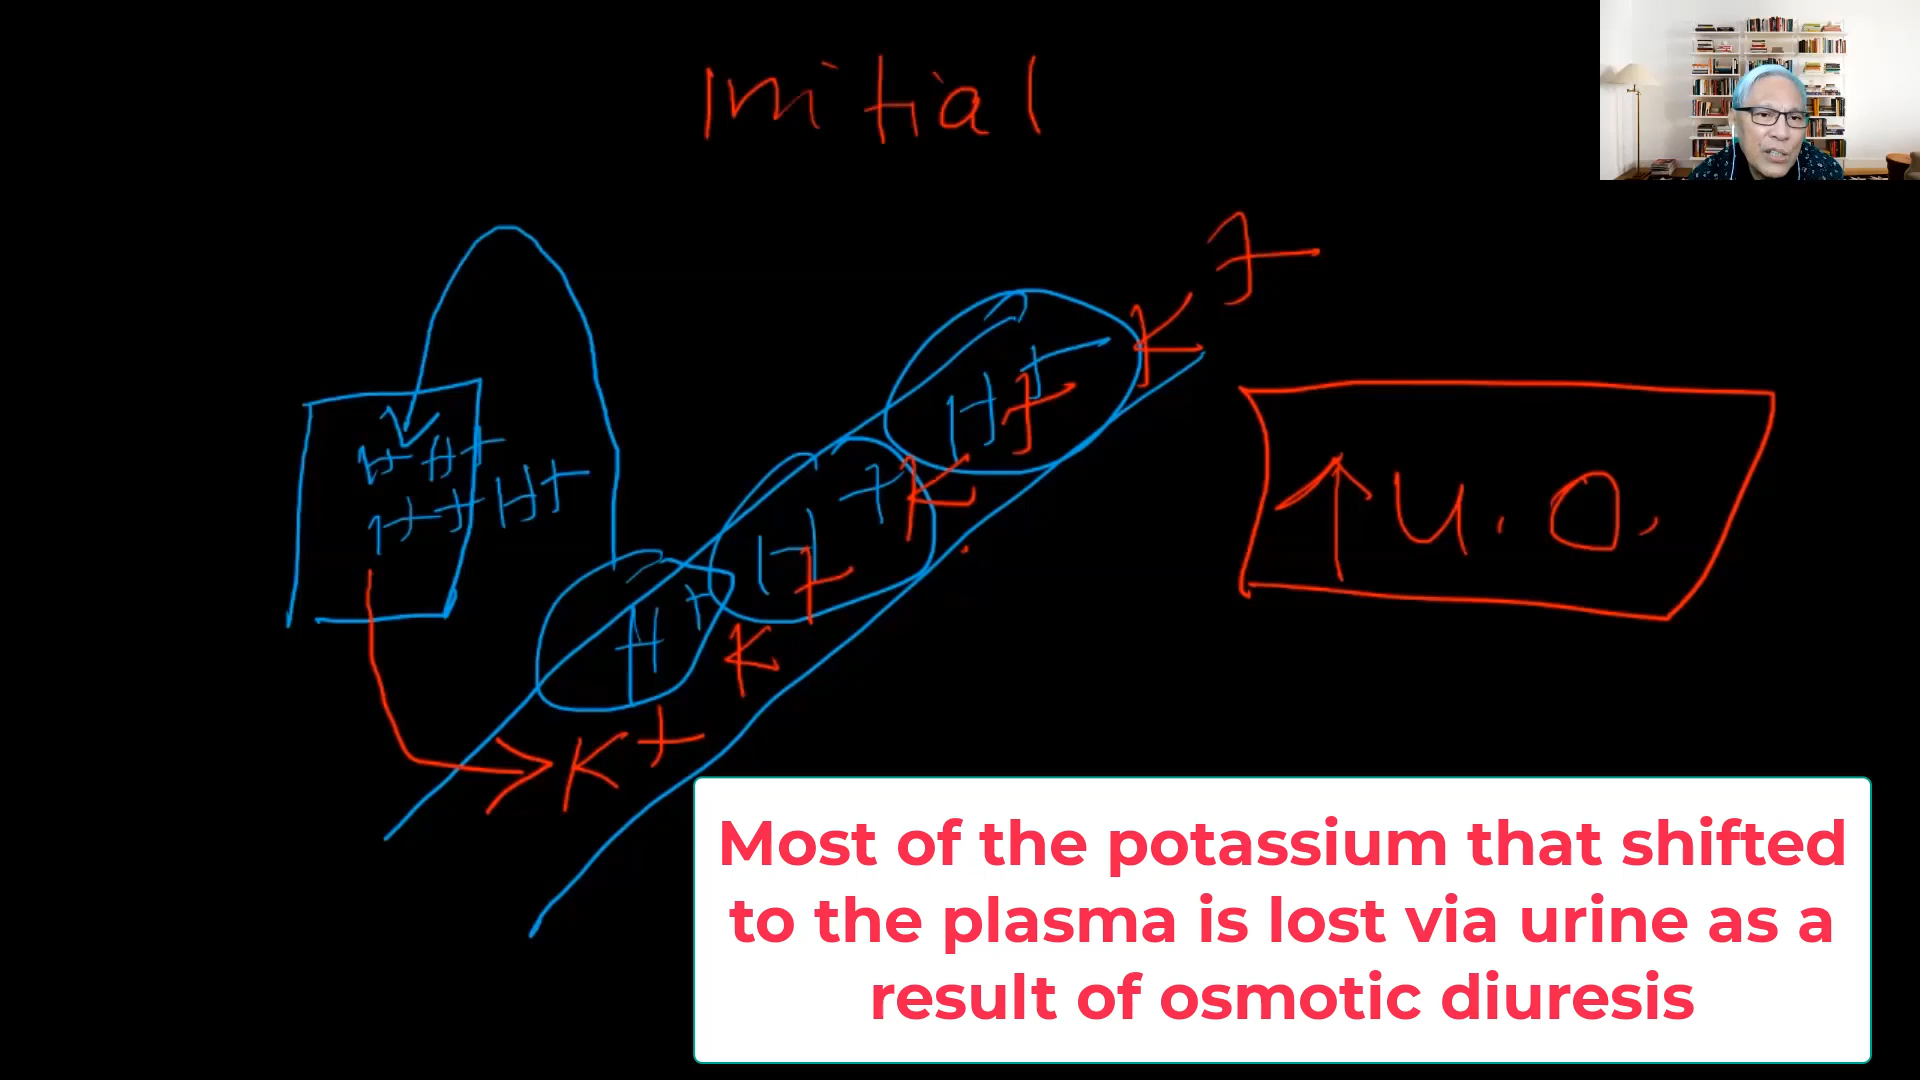 Initial
K+
H+
K+
H+
H+ H+
H+ H+
H+
↑ U.O.
H+
K+
K+
Most of the potassium that shifted
to the plasma is lost via urine as a
result of osmotic diuresis